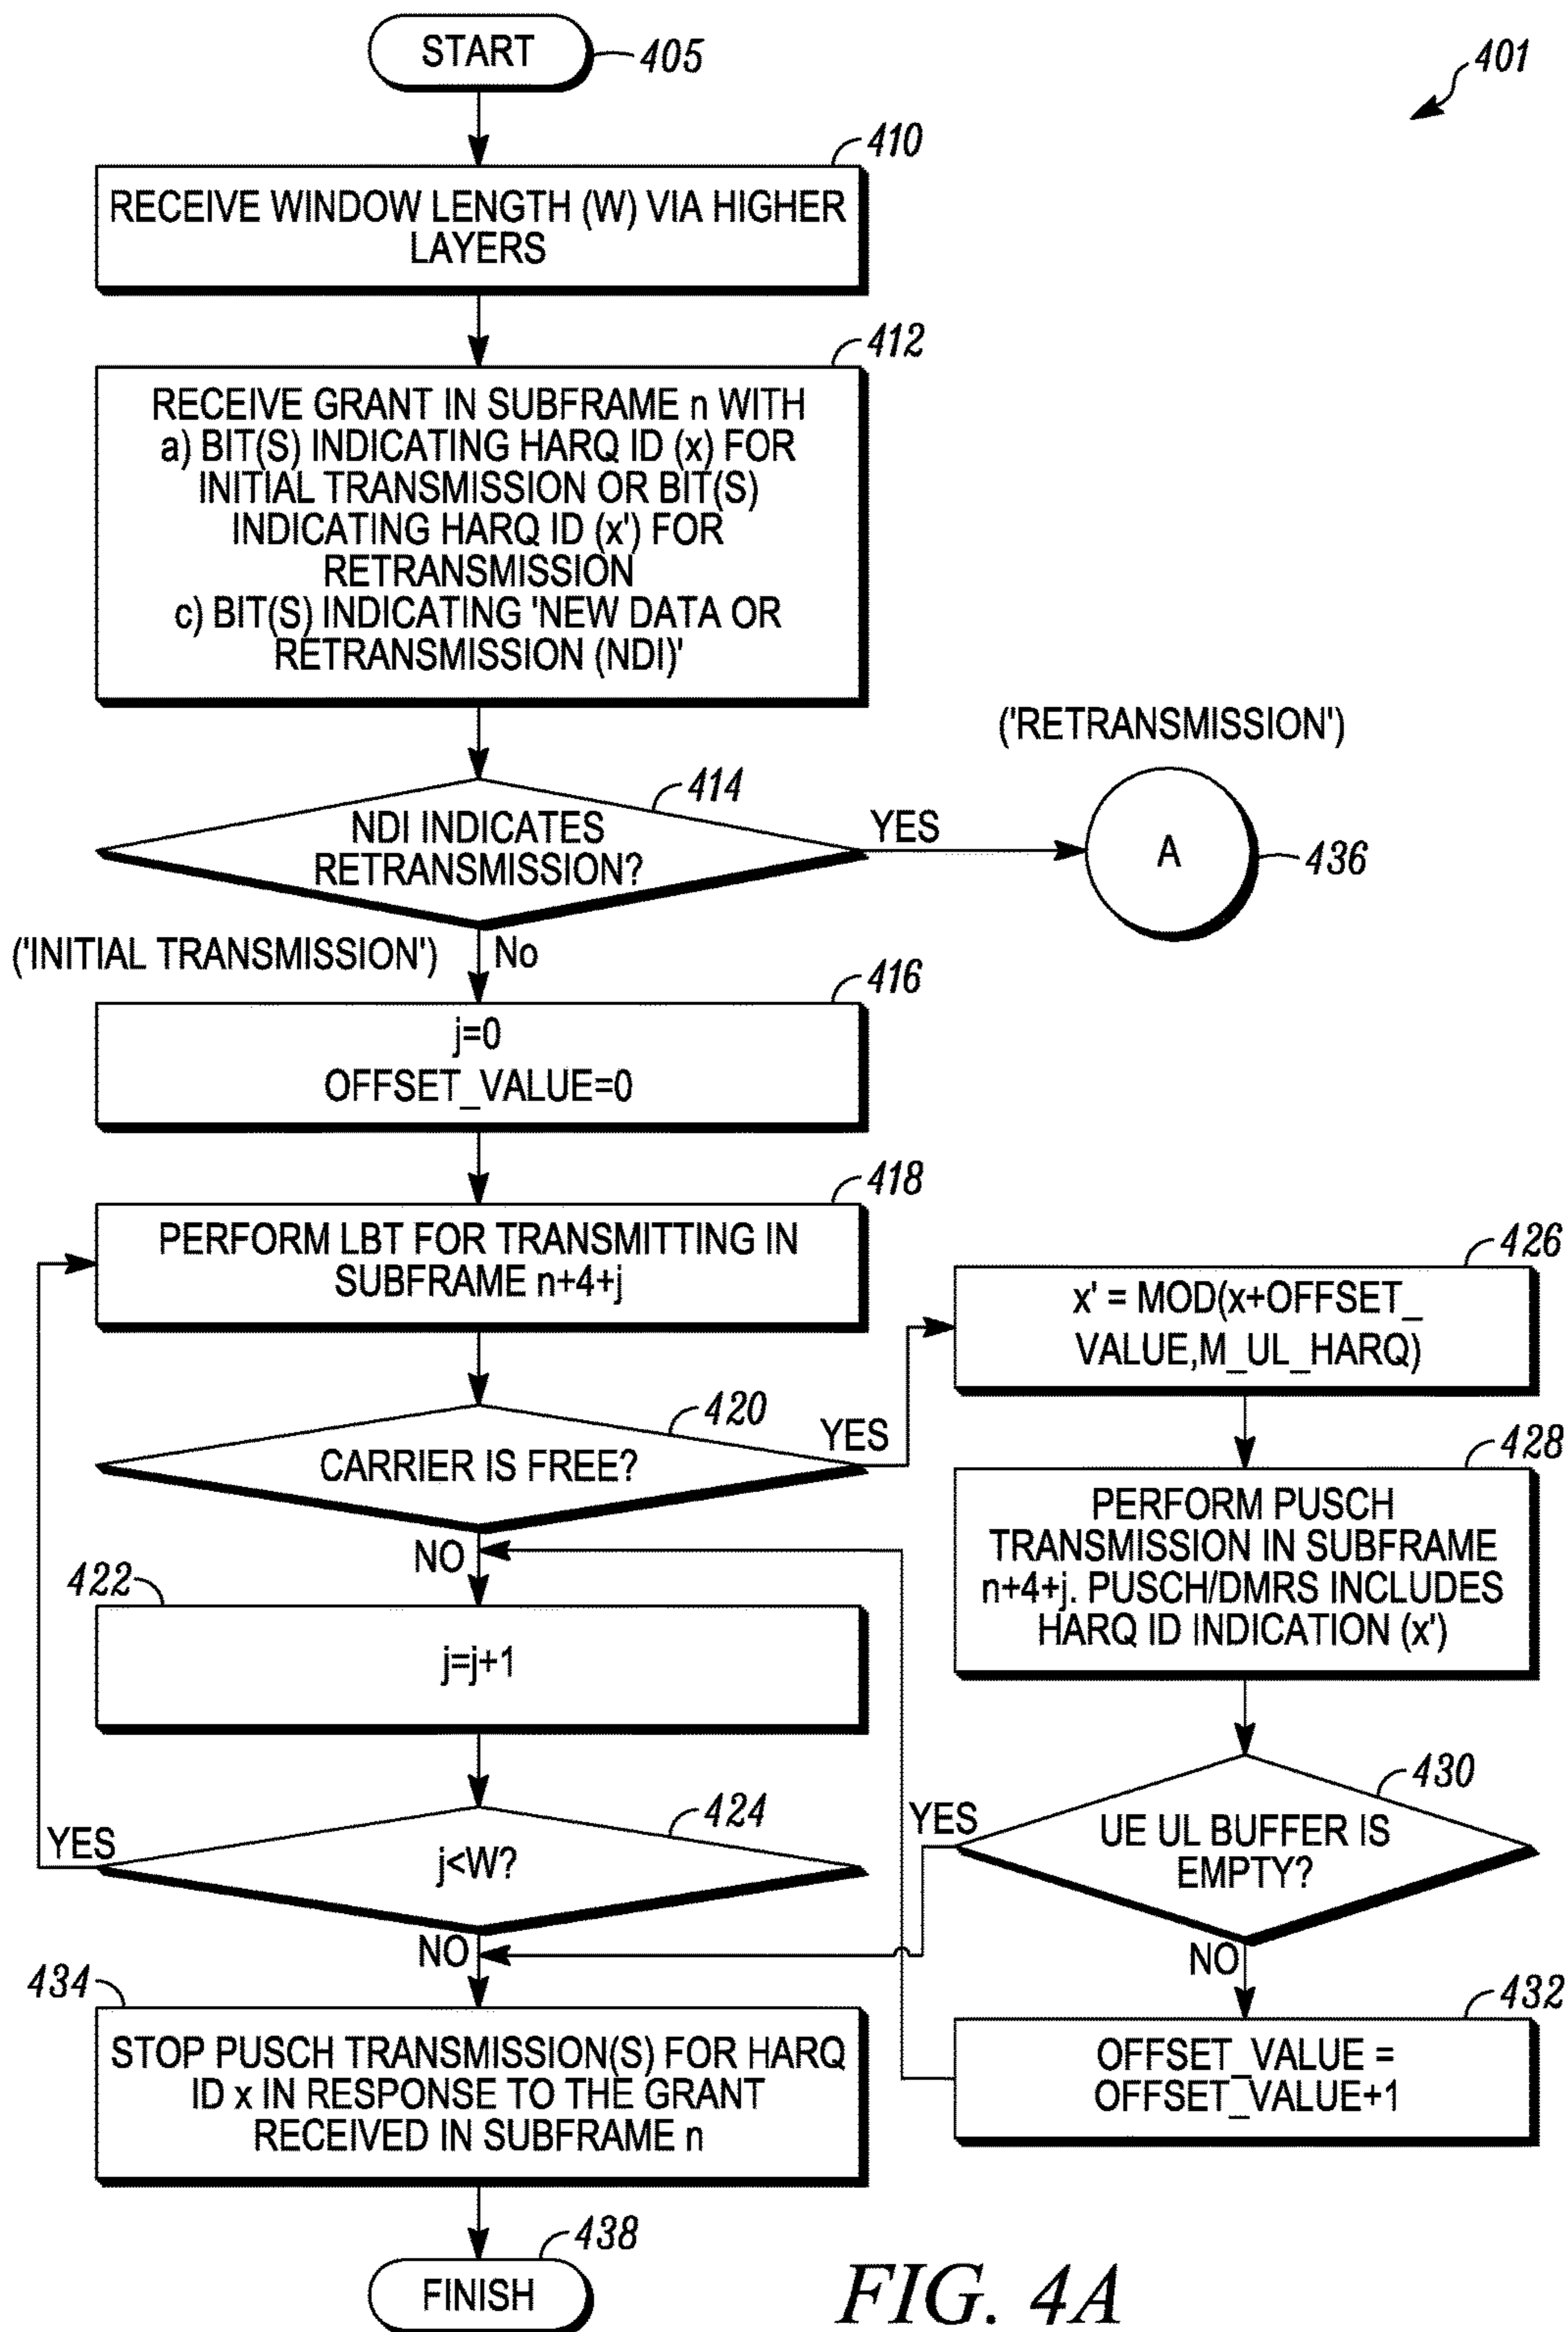 START
405
401
410
RECEIVE WINDOW LENGTH (W) VIA HIGHER
LAYERS
412
RECEIVE GRANT IN SUBFRAME n WITH
a) BIT(S) INDICATING HARQ ID (x) FOR
INITIAL TRANSMISSION OR BIT(S)
INDICATING HARQ ID (x') FOR
RETRANSMISSION
c) BIT(S) INDICATING 'NEW DATA OR
RETRANSMISSION (NDI)'
('RETRANSMISSION')
414
NDI INDICATES
RETRANSMISSION?
YES
A
436
('INITIAL TRANSMISSION')
No
416
j=0
OFFSET_VALUE=0
418
PERFORM LBT FOR TRANSMITTING IN
SUBFRAME n+4+j
426
x' = MOD(x+OFFSET_
VALUE,M_UL_HARQ)
420
CARRIER IS FREE?
YES
NO
428
PERFORM PUSCH
TRANSMISSION IN SUBFRAME
n+4+j. PUSCH/DMRS INCLUDES
HARQ ID INDICATION (x')
422
j=j+1
424
j<W?
YES
NO
430
UE UL BUFFER IS
EMPTY?
YES
NO
432
OFFSET_VALUE =
OFFSET_VALUE+1
434
STOP PUSCH TRANSMISSION(S) FOR HARQ
ID x IN RESPONSE TO THE GRANT
RECEIVED IN SUBFRAME n
438
FINISH
FIG. 4A